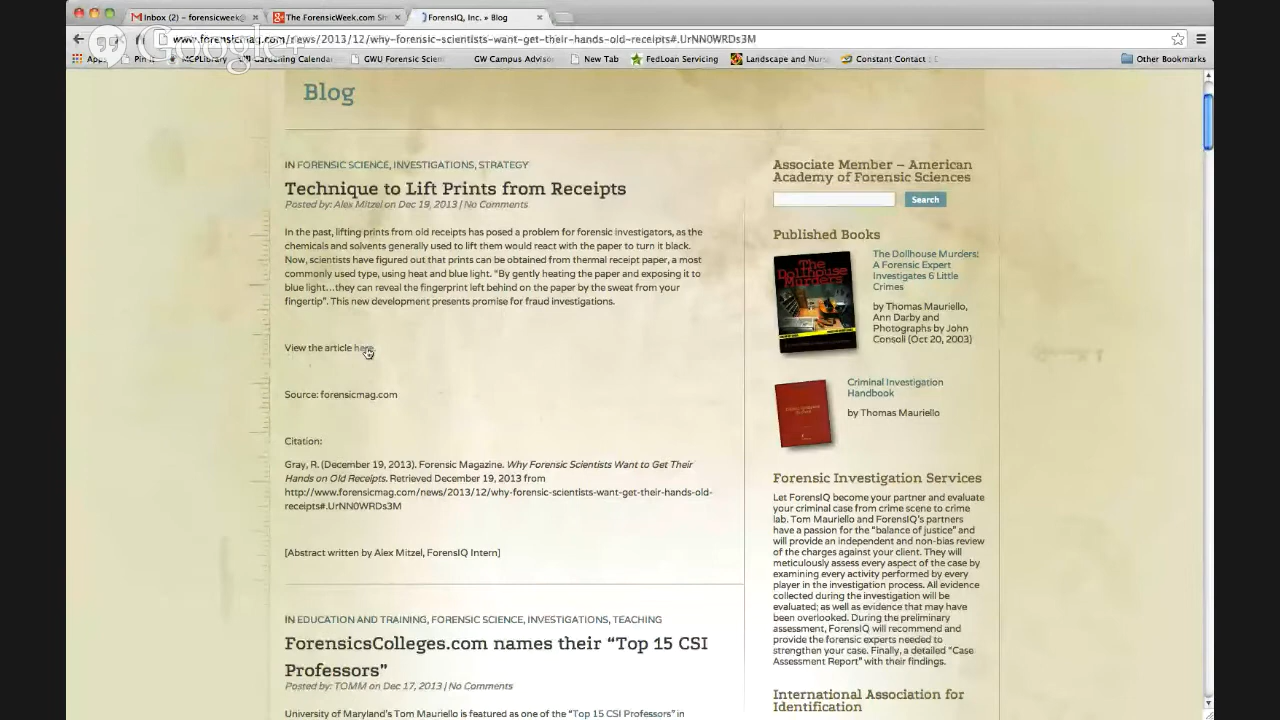 Inbox (2) – forensicweek@
The ForensicWeek.com Sh
ForensIQ, Inc. » Blog
www.forensicmag.com/news/2013/12/why-forensic-scientists-want-get-their-hands-old-receipts#.UrNN0WRDs3M
Google+
Pin It
MCPLibrary
Gardening Calenda
GWU Forensic Scien
GW Campus Advisor
New Tab
FedLoan Servicing
Landscape and Nurs
Constant Contact : C
Other Bookmarks
Blog
IN FORENSIC SCIENCE, INVESTIGATIONS, STRATEGY
Technique to Lift Prints from Receipts
Posted by: Alex Mitzel on Dec 19, 2013 | No Comments
In the past, lifting prints from old receipts has posed a problem for forensic investigators, as the
chemicals and solvents generally used to lift them would react with the paper to turn it black.
Now, scientists have figured out that prints can be obtained from thermal receipt paper, a most
commonly used type, using heat and blue light. "By gently heating the paper and exposing it to
blue light...they can reveal the fingerprint left behind on the paper by the sweat from your
fingertip". This new development presents promise for fraud investigations.
View the article here.
Source: forensicmag.com
Citation:
Gray, R. (December 19, 2013). Forensic Magazine. Why Forensic Scientists Want to Get Their
Hands on Old Receipts. Retrieved December 19, 2013 from
http://www.forensicmag.com/news/2013/12/why-forensic-scientists-want-get-their-hands-old-
receipts#.UrNN0WRDs3M
[Abstract written by Alex Mitzel, ForensIQ Intern]
IN EDUCATION AND TRAINING, FORENSIC SCIENCE, INVESTIGATIONS, TEACHING
ForensicsColleges.com names their “Top 15 CSI
Professors”
Posted by: TOMM on Dec 17, 2013 | No Comments
University of Maryland's Tom Mauriello is featured as one of the "Top 15 CSI Professors" in
Associate Member – American
Academy of Forensic Sciences
Search
Published Books
The Dollhouse Murders
The Dollhouse Murders:
A Forensic Expert
Investigates 6 Little
Crimes
by Thomas Mauriello,
Ann Darby and
Photographs by John
Consoli (Oct 20, 2003)
Criminal Investigation
Handbook
by Thomas Mauriello
Forensic Investigation Services
Let ForensIQ become your partner and evaluate
your criminal case from crime scene to crime
lab. Tom Mauriello and ForensIQ's partners
have a passion for the "balance of justice" and
will provide an independent and non-bias review
of the charges against your client. They will
meticulously assess every aspect of the case by
examining every activity performed by every
player in the investigation process. All evidence
collected during the investigation will be
evaluated; as well as evidence that may have
been overlooked. During the preliminary
assessment, ForensIQ will recommend and
provide the forensic experts needed to
strengthen your case. Finally, a detailed "Case
Assessment Report" with their findings.
International Association for
Identification